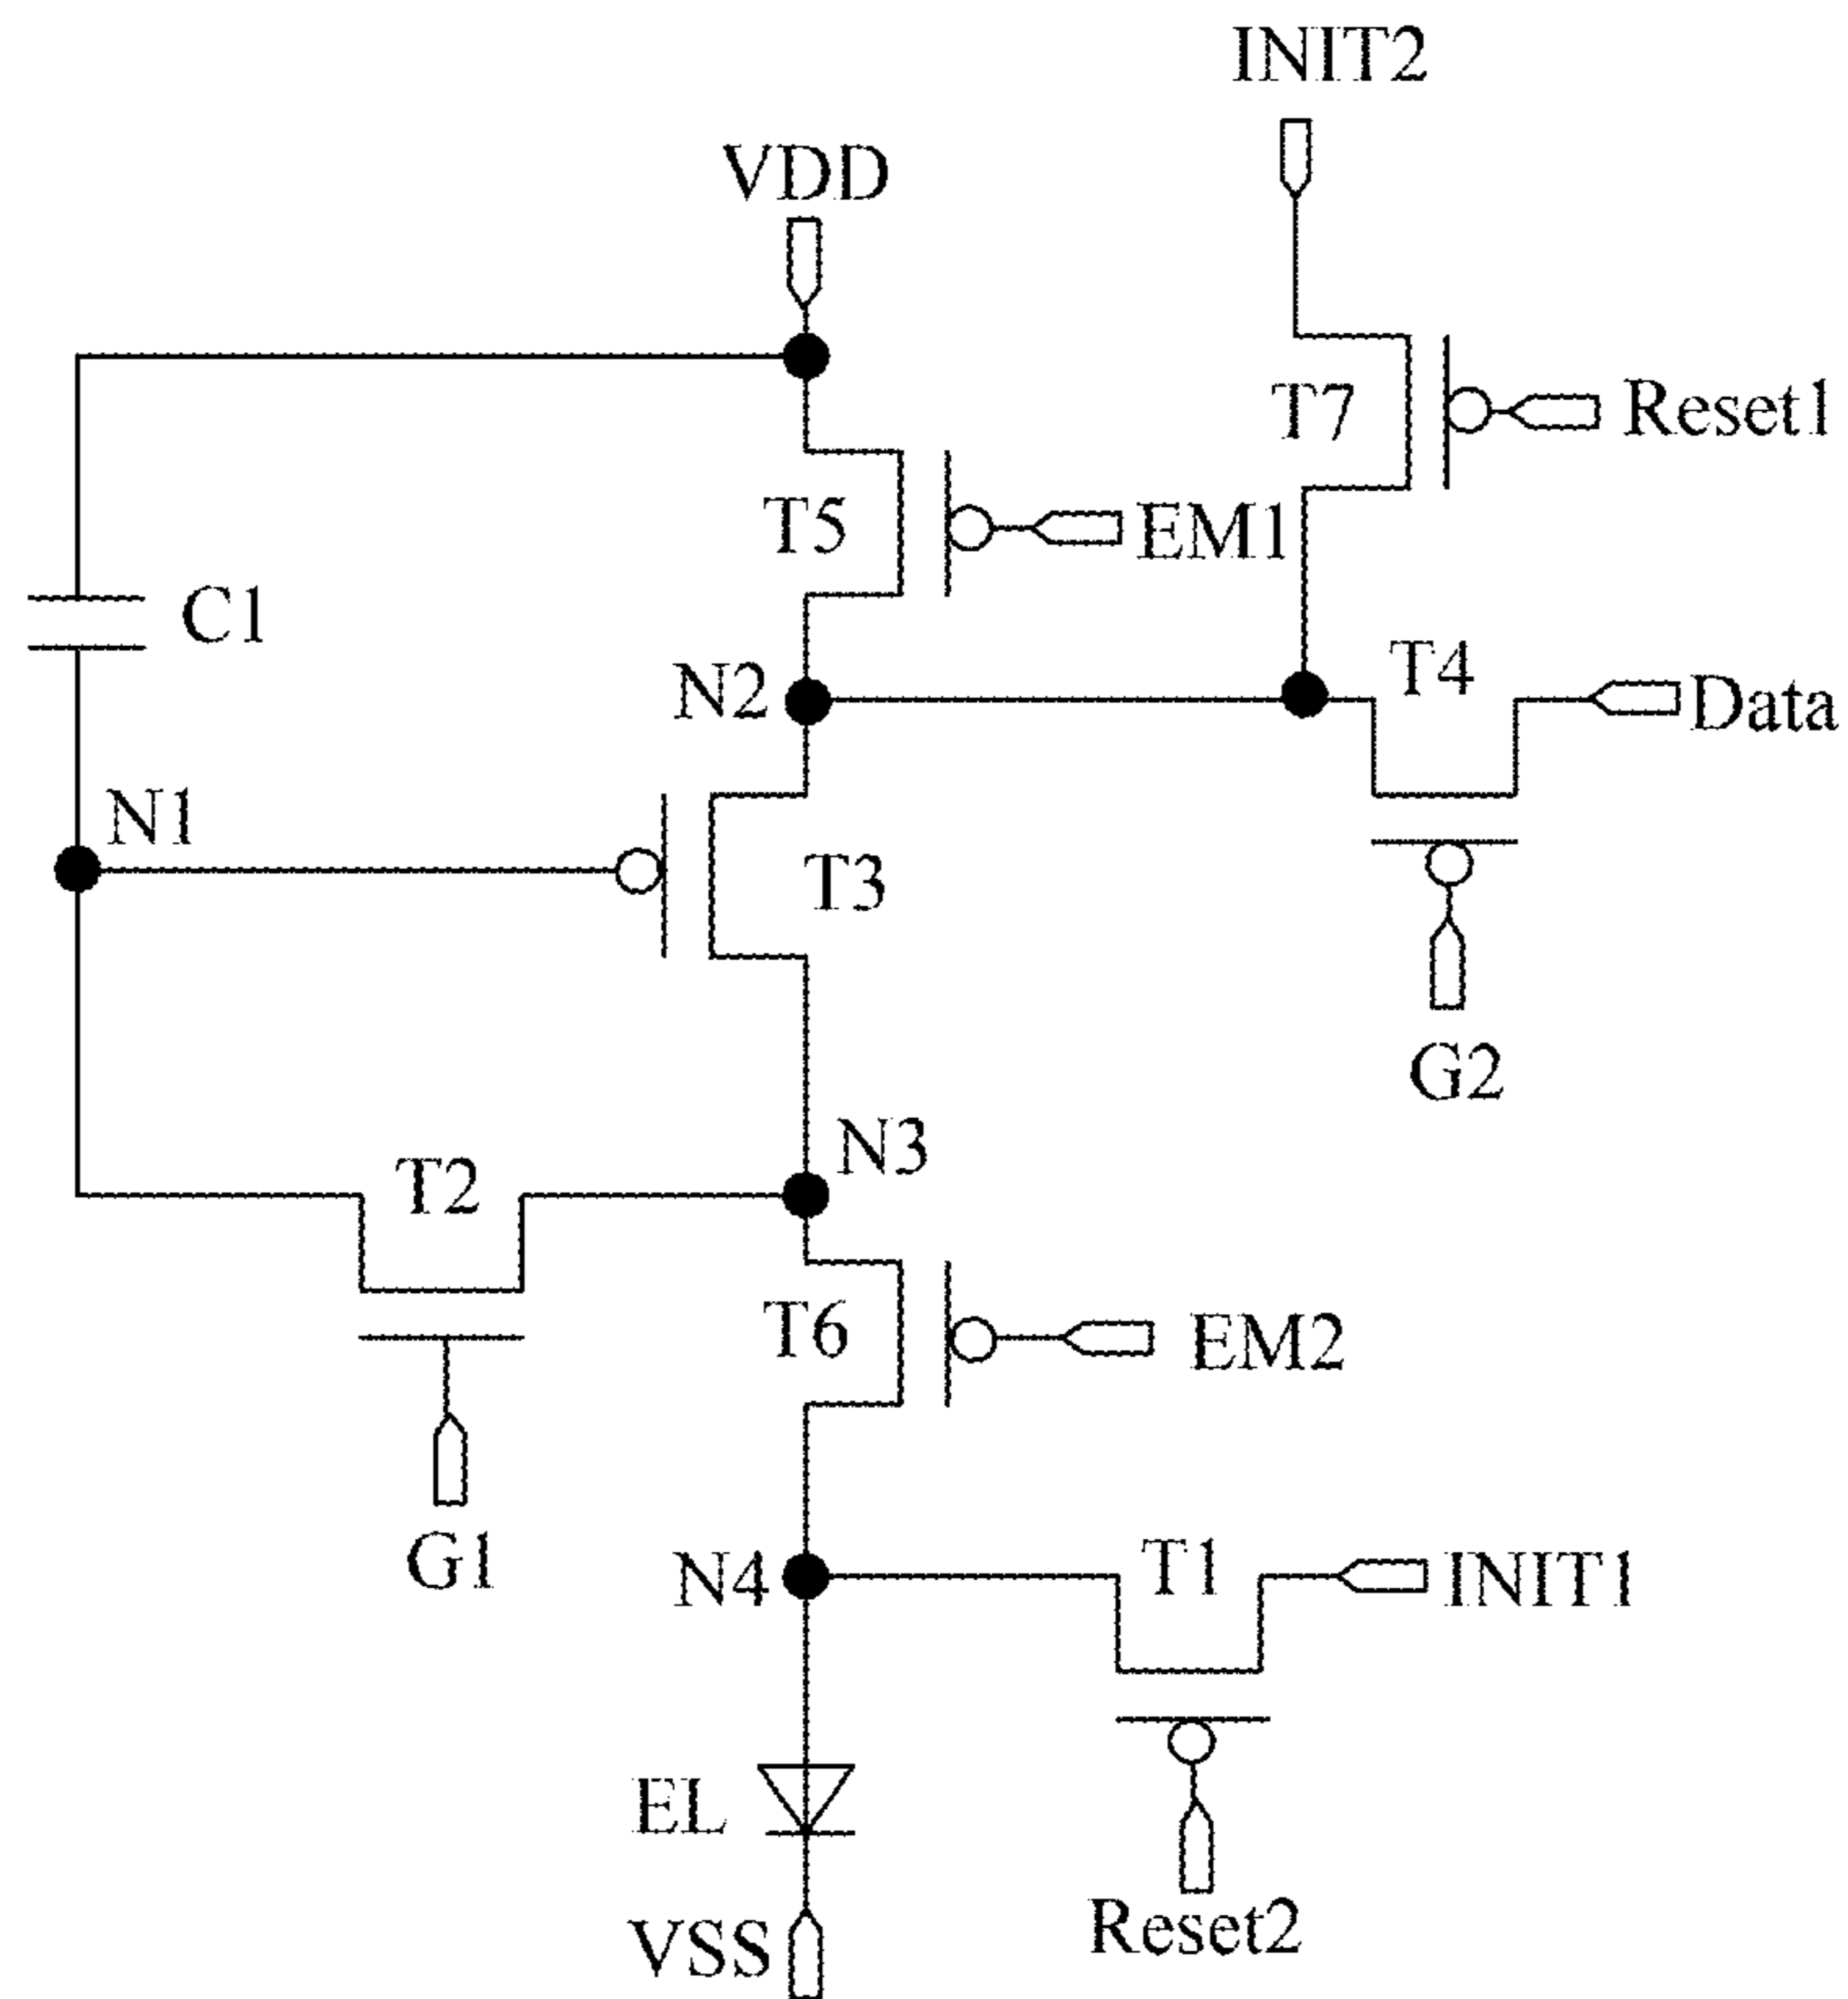 INIT2
VDD
T7
Reset1
T5
EM1
C1
N2
T4
Data
N1
T3
G2
N3
T2
T6
EM2
G1
N4
T1
INIT1
EL
Reset2
VSS